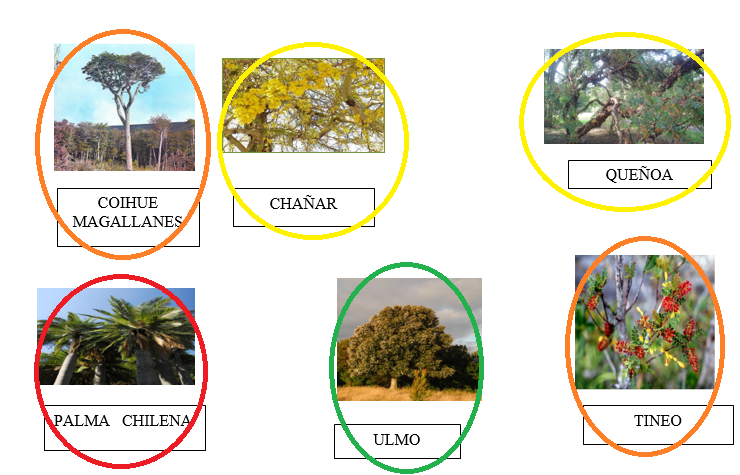 COIHUE
MAGALLANES
CHAÑAR
QUEÑOA
PALMA CHILENA
ULMO
TINEO